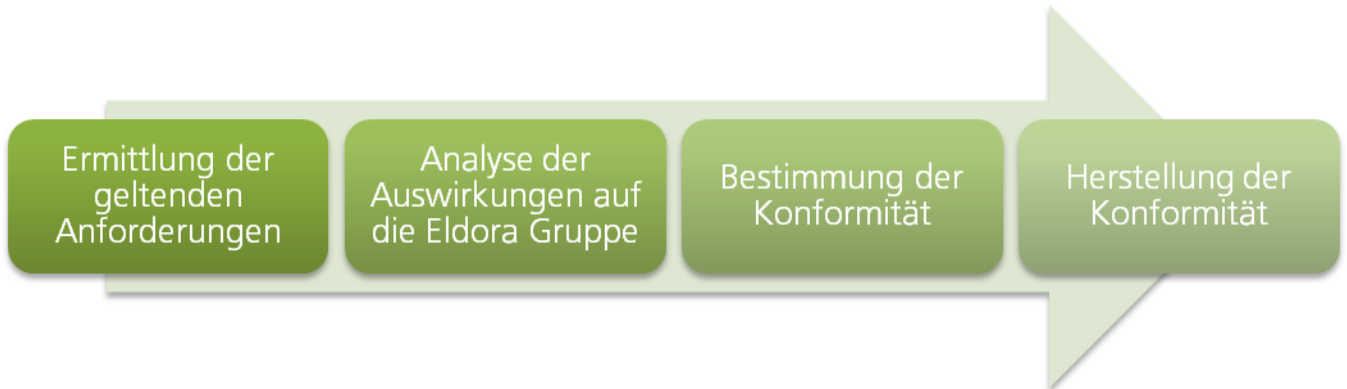 Ermittlung der
geltenden
Anforderungen
Analyse der
Auswirkungen auf
die Eldora Gruppe
Bestimmung der
Konformität
Herstellung der
Konformität